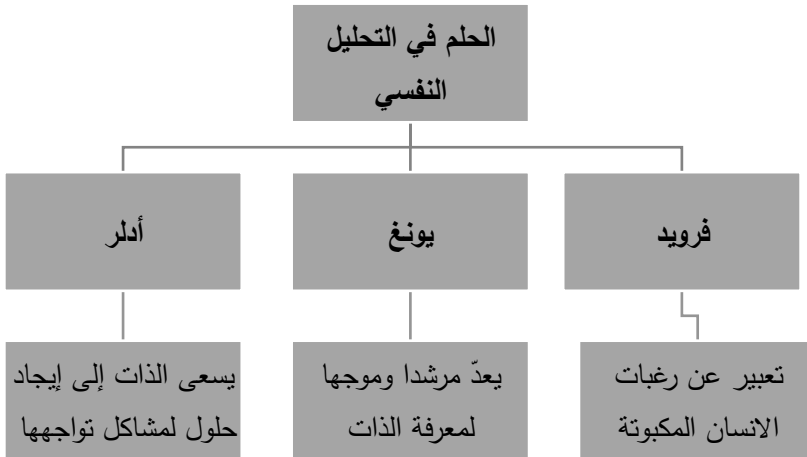 الحلم في التحليل
النفسي
فرويد
يونغ
أدلر
تعبير عن رغبات
الانسان المكبوتة
يعدّ مرشدا وموجها
لمعرفة الذات
يسعى الذات إلى إيجاد
حلول لمشاكل تواجهها